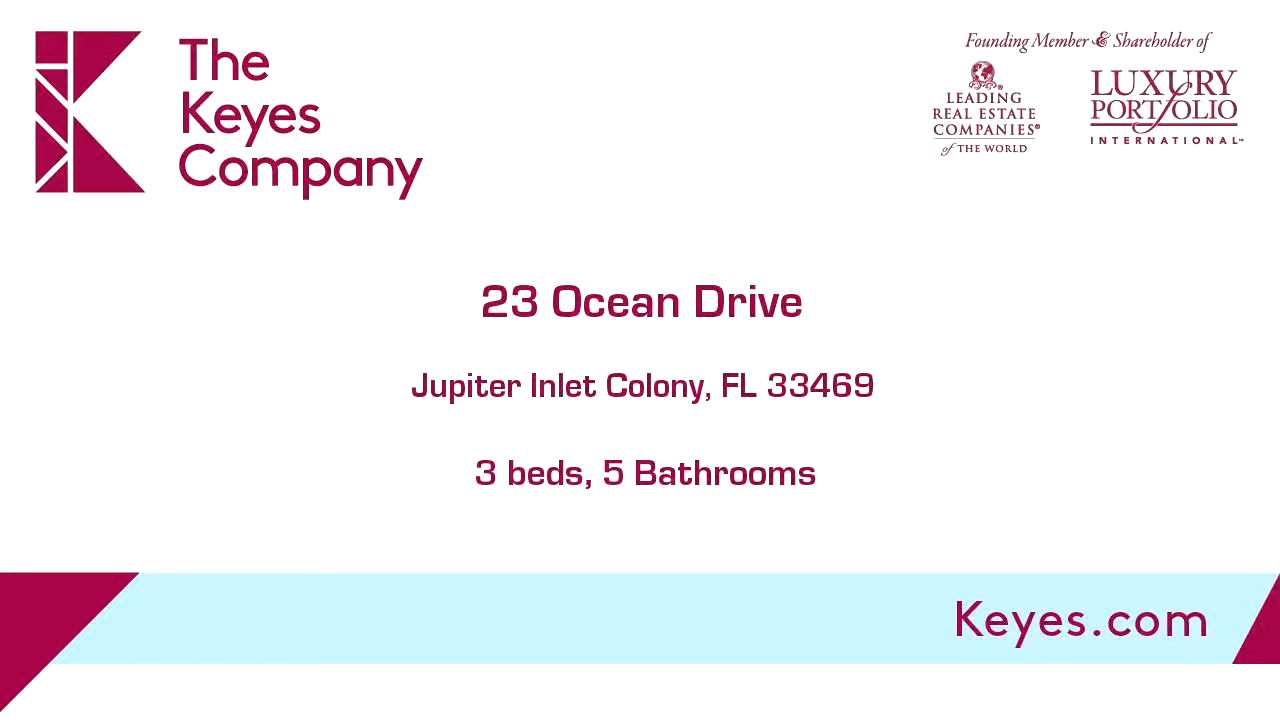 The
Keyes
Company
Founding Member & Shareholder of
LEADING
REAL ESTATE
COMPANIES®
of THE WORLD
LUXURY
PORTFOLIO
INTERNATIONAL™
23 Ocean Drive
Jupiter Inlet Colony, FL 33469
3 beds, 5 Bathrooms
Keyes.com